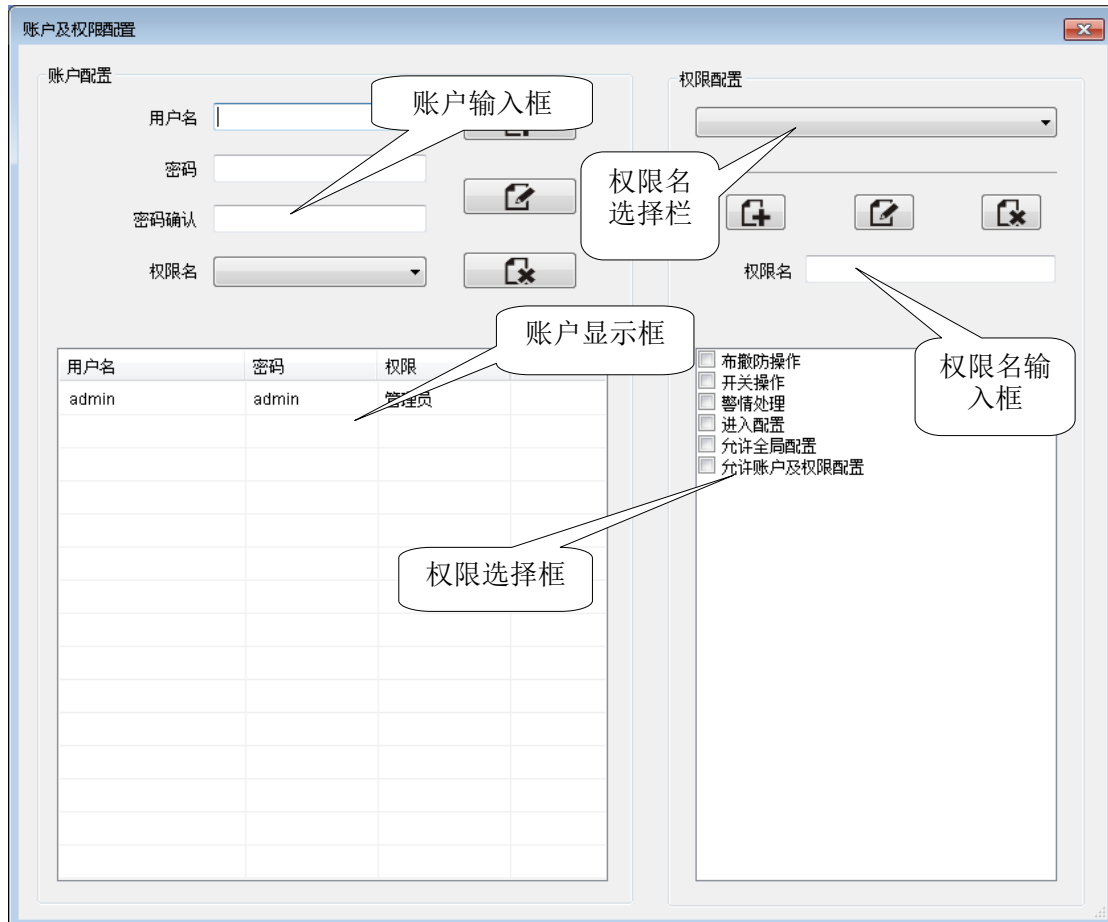 账户及权限配置
账户配置
用户名
密码
密码确认
权限名
账户输入框
账户显示框
用户名 密码 权限
admin admin 管理员
权限配置
权限名
选择栏
权限名
权限名输
入框
布撤防操作
开关操作
警情处理
进入配置
允许全局配置
允许账户及权限配置
权限选择框